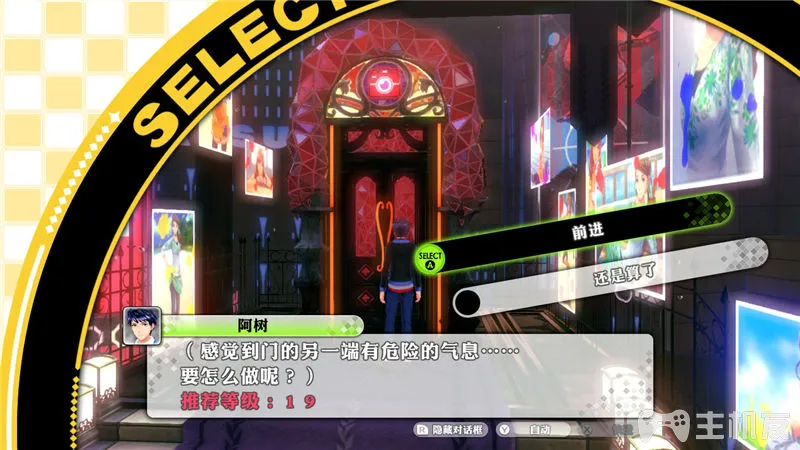 SELECT
前进
SELECT
A
还是算了
阿树
（感觉到门的另一端有危险的气息……
要怎么做呢？）
推荐等级：19
R 隐藏对话框
Y 自动
主机友